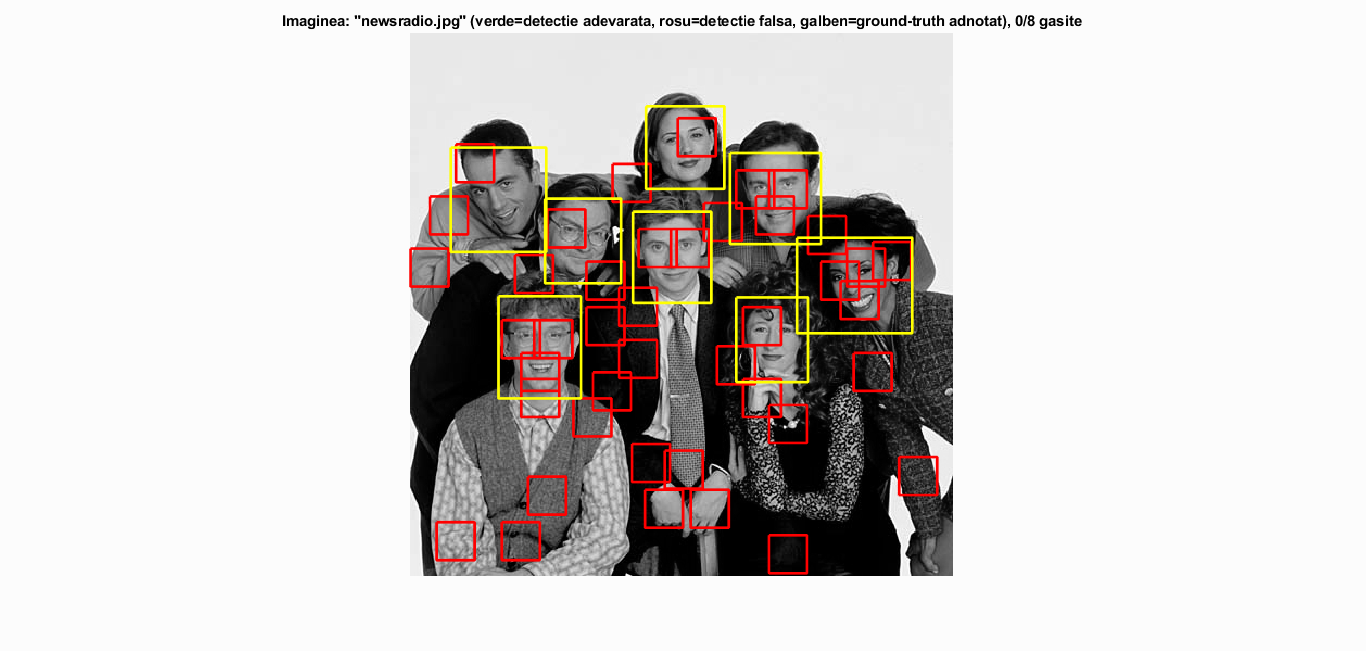 Imaginea: "newsradio.jpg" (verde=detectie adevarata, rosu=detectie falsa, galben=ground-truth adnotat), 0/8 gasite